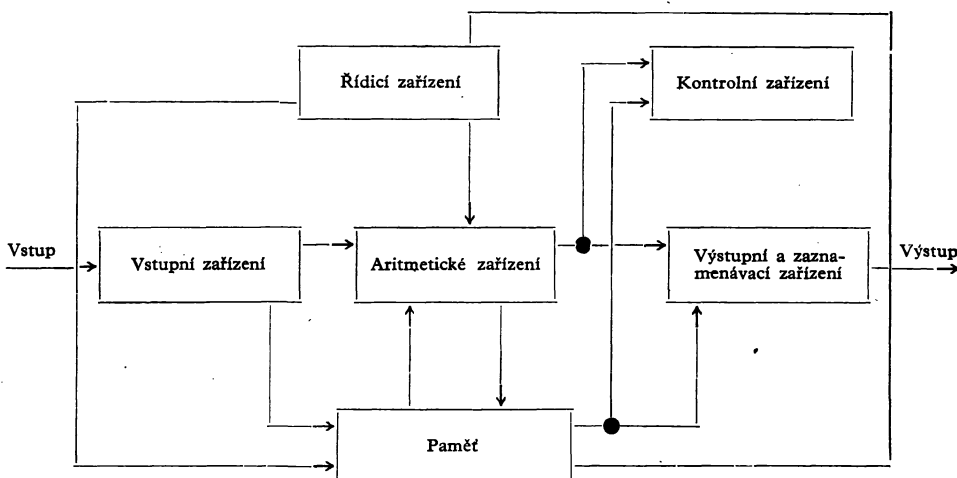 Řídicí zařízení
Kontrolní zařízení
Vstup
Vstupní zařízení
Aritmetické zařízení
Výstupní a zazna-
menávací zařízení
Výstup
Paměť